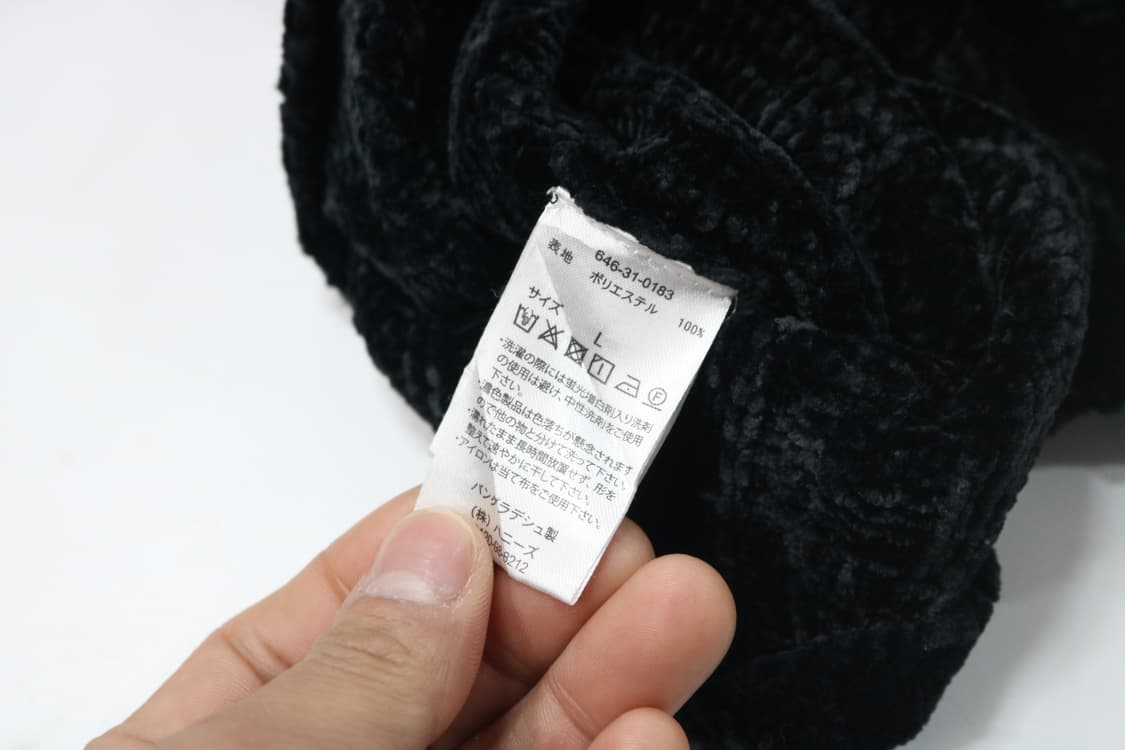 646-31-0183
表地 ポリエステル 100%
サイズ L
F
・洗濯の際には蛍光増白剤入り洗剤
の使用は避け、中性洗剤をご使用
下さい。
・濃色製品は色落ちが懸念されます
ので他の物と分けて洗って下さい。
・濡れたまま長時間放置せず、形を
整えて速やかに干して下さい。
・アイロンは当て布をご使用下さい。
バングラデシュ製
(株)ハニーズ